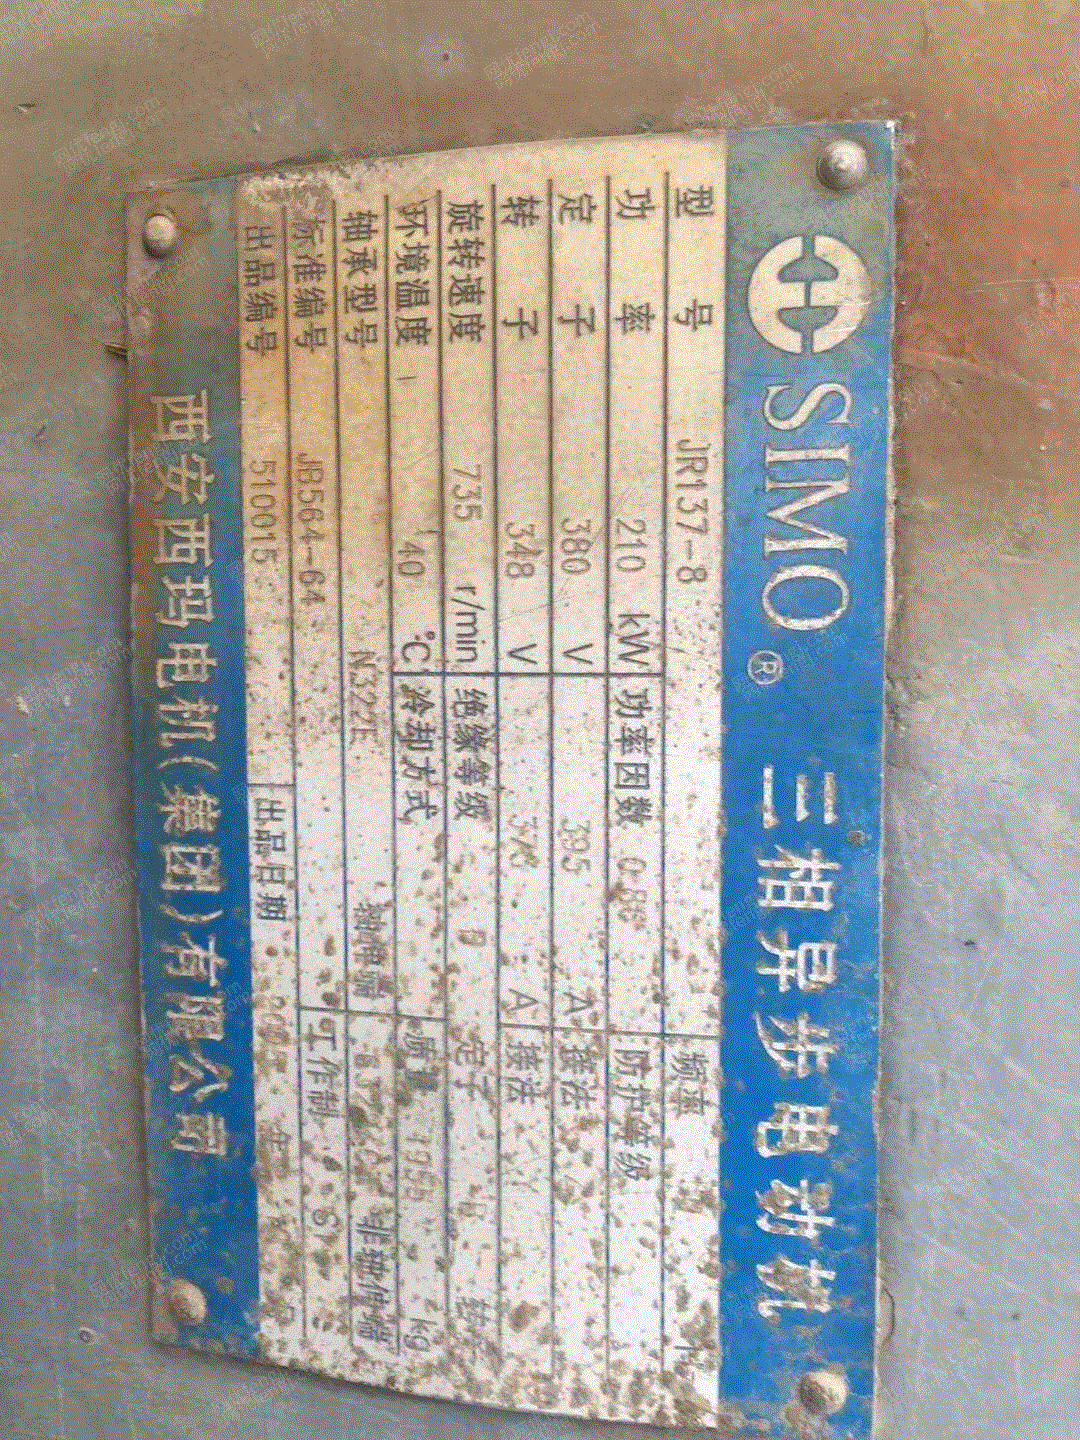 SIMO® 三相异步电动机
型号 JR137-8 频率
功率 210 kW 功率因数 防护等级
定子 380 V 395 A 接法
转子 348 V A 接法 Y
旋转速度 735 r/min 绝缘等级 定子 B 转子
环境温度 40 ℃ 冷却方式 质量 1955 kg
轴承型号 轴伸端 N322E 非轴伸端
标准编号 JB564-64 工作制 S1
出品编号 510015 出品日期 年 月
西安西玛电机(集团)有限公司